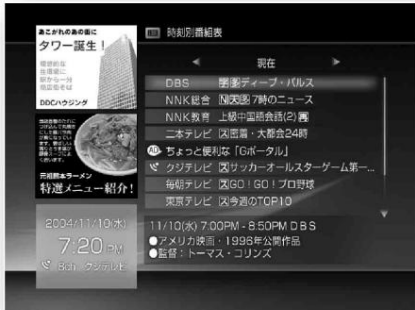 あこがれのあの街に
タワー誕生！
DDCハウジング
元祖熊本ラーメン
特選メニュー紹介！
2004/11/10(水)
7:20 PM
8ch クジテレビ
時刻別番組表
現在
DBS ディープ・パルス
NNK総合 N天 7時のニュース
NNK教育 上級中国語会話(2) 再
二本テレビ 密着・大都会24時
AD ちょっと便利な「Gポータル」
クジテレビ サッカーオールスターゲーム第一...
毎朝テレビ GO！GO！プロ野球
東京テレビ 今週のTOP10
11/10(水) 7:00PM - 8:50PM DBS
●アメリカ映画・1996年公開作品
●監督：トーマス・コリンズ